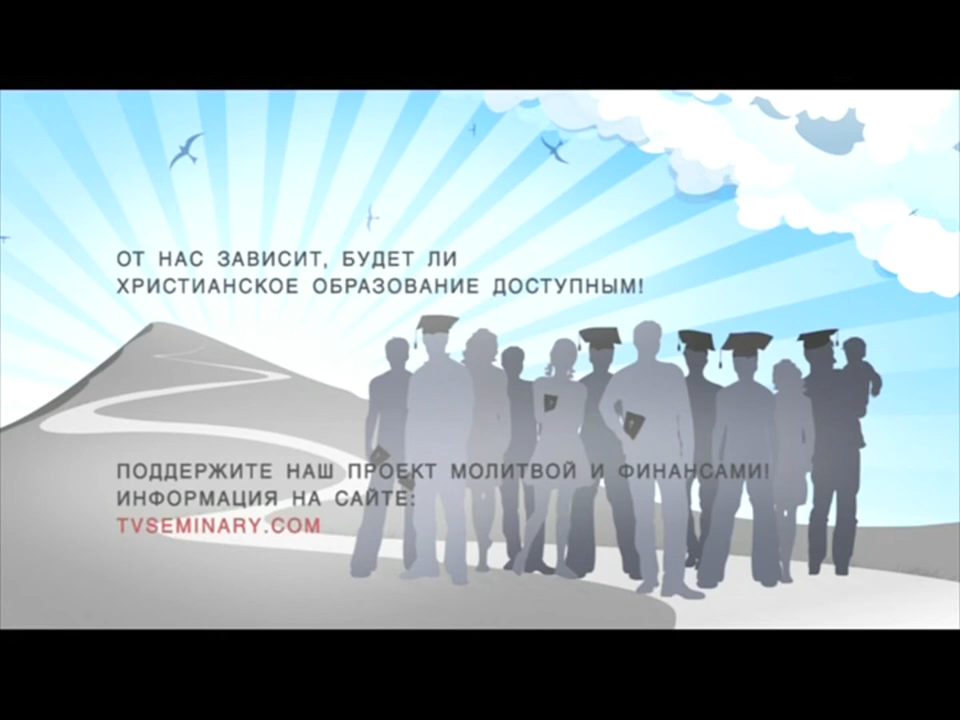 ОТ НАС ЗАВИСИТ, БУДЕТ ЛИ
ХРИСТИАНСКОЕ ОБРАЗОВАНИЕ ДОСТУПНЫМ!
ПОДДЕРЖИТЕ НАШ ПРОЕКТ МОЛИТВОЙ И ФИНАНСАМИ!
ИНФОРМАЦИЯ НА САЙТЕ:
TVSEMINARY.COM